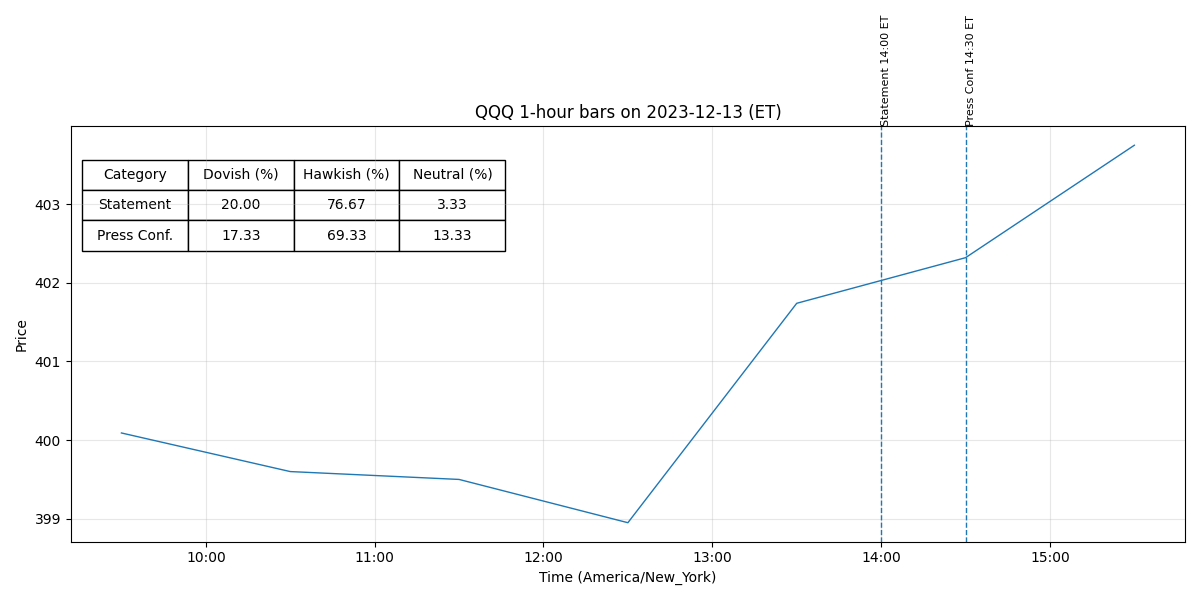 Statement 14:00 ET
Press Conf 14:30 ET
QQQ 1-hour bars on 2023-12-13 (ET)
Category Dovish (%) Hawkish (%) Neutral (%)
Statement 20.00 76.67 3.33
Press Conf. 17.33 69.33 13.33
Price
403
402
401
400
399
10:00 11:00 12:00 13:00 14:00 15:00
Time (America/New_York)